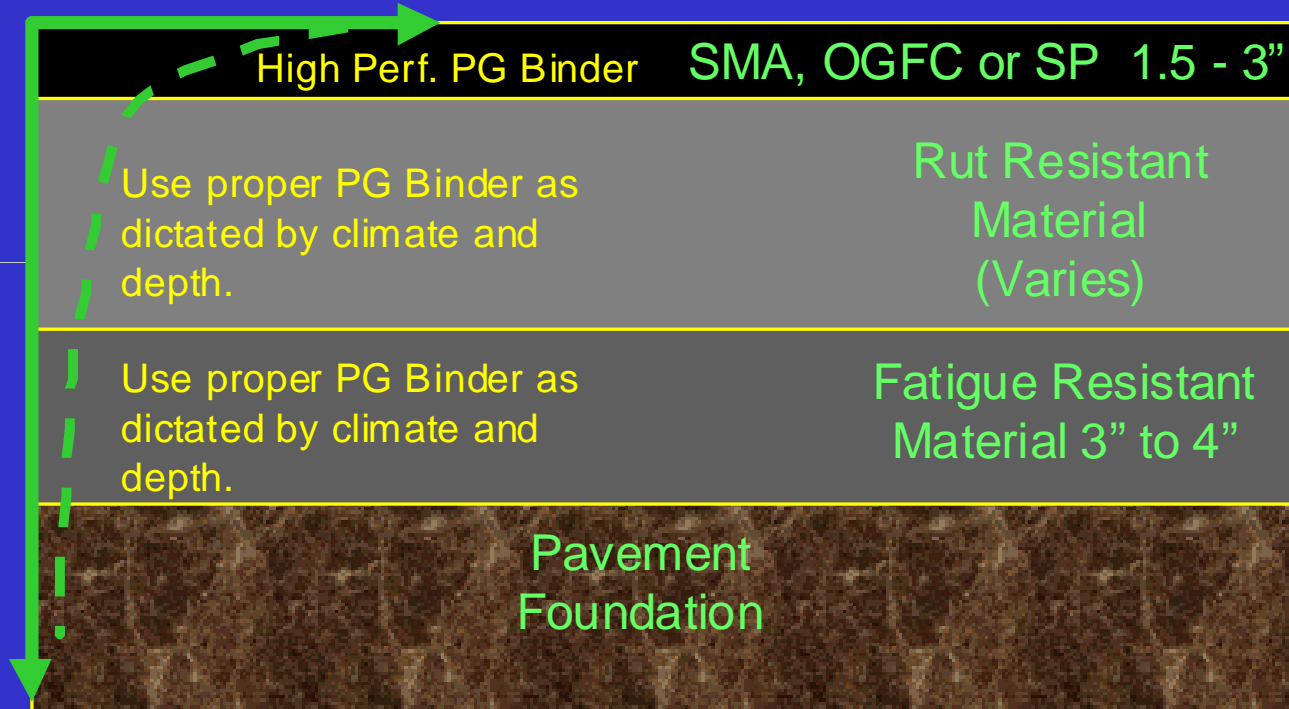 High Perf. PG Binder SMA, OGFC or SP 1.5 - 3”
Use proper PG Binder as
dictated by climate and
depth.
Rut Resistant
Material
(Varies)
Use proper PG Binder as
dictated by climate and
depth.
Fatigue Resistant
Material 3” to 4”
Pavement
Foundation